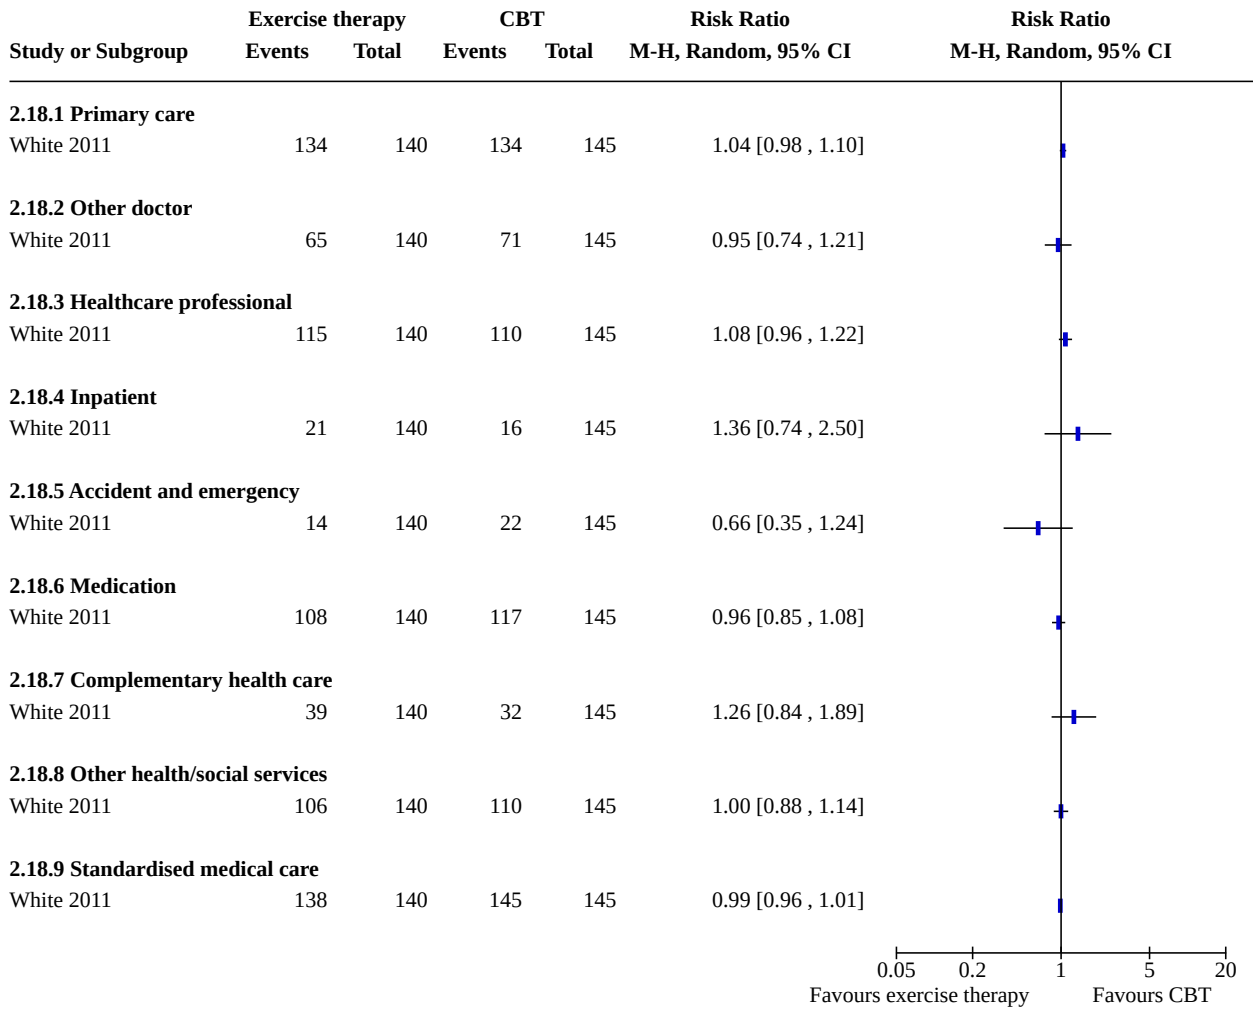 Exercise therapy CBT Risk Ratio Risk Ratio
Study or Subgroup Events Total Events Total M-H, Random, 95% CI M-H, Random, 95% CI
2.18.1 Primary care
White 2011 134 140 134 145 1.04 [0.98 , 1.10]
2.18.2 Other doctor
White 2011 65 140 71 145 0.95 [0.74 , 1.21]
2.18.3 Healthcare professional
White 2011 115 140 110 145 1.08 [0.96 , 1.22]
2.18.4 Inpatient
White 2011 21 140 16 145 1.36 [0.74 , 2.50]
2.18.5 Accident and emergency
White 2011 14 140 22 145 0.66 [0.35 , 1.24]
2.18.6 Medication
White 2011 108 140 117 145 0.96 [0.85 , 1.08]
2.18.7 Complementary health care
White 2011 39 140 32 145 1.26 [0.84 , 1.89]
2.18.8 Other health/social services
White 2011 106 140 110 145 1.00 [0.88 , 1.14]
2.18.9 Standardised medical care
White 2011 138 140 145 145 0.99 [0.96 , 1.01]
0.05 0.2 1 5 20
Favours exercise therapy Favours CBT